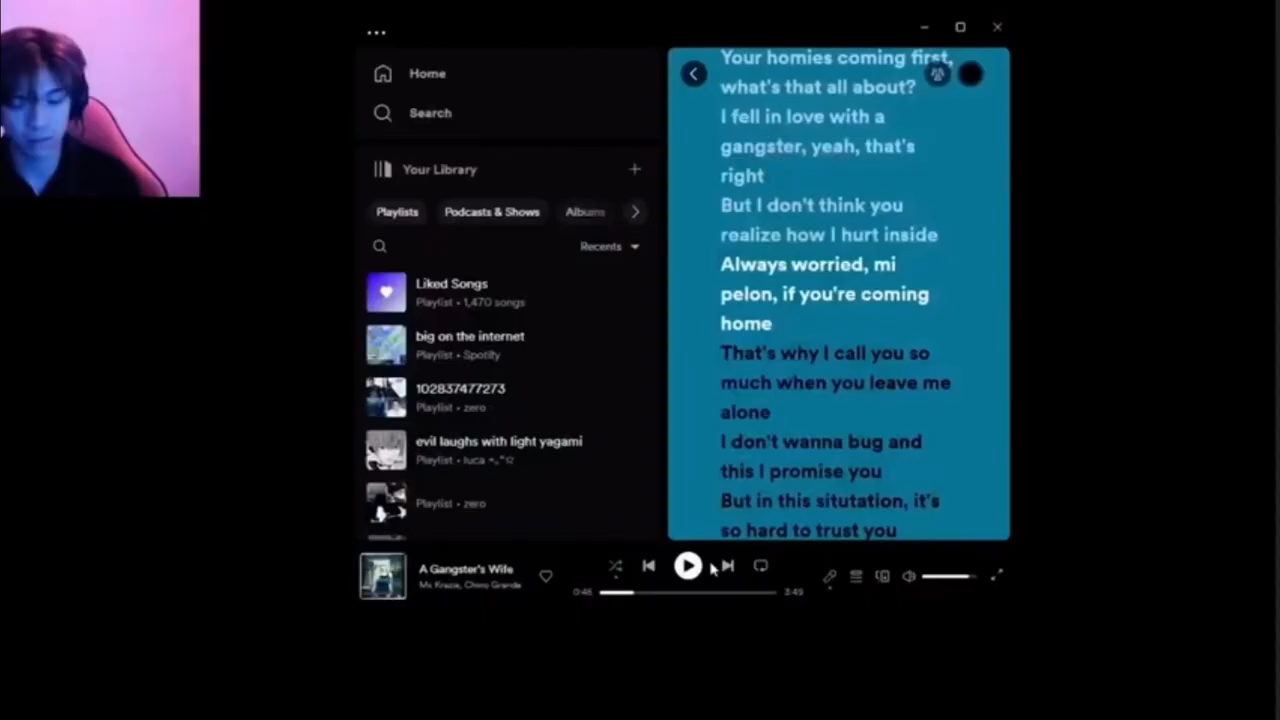 Home
Search
Your Library
Playlists
Podcasts & Shows
Albums
Recents
Liked Songs
Playlist • 1,470 songs
big on the internet
Playlist • Spotify
102837477273
Playlist • zero
evil laughs with light yagami
Playlist • luca
Playlist • zero
Your homies coming first,
what's that all about?
I fell in love with a
gangster, yeah, that's
right
But I don't think you
realize how I hurt inside
Always worried, mi
pelon, if you're coming
home
That's why I call you so
much when you leave me
alone
I don't wanna bug and
this I promise you
But in this situtation, it's
so hard to trust you
A Gangster's Wife
Ms Krazie, Chino Grande
0:46
3:49